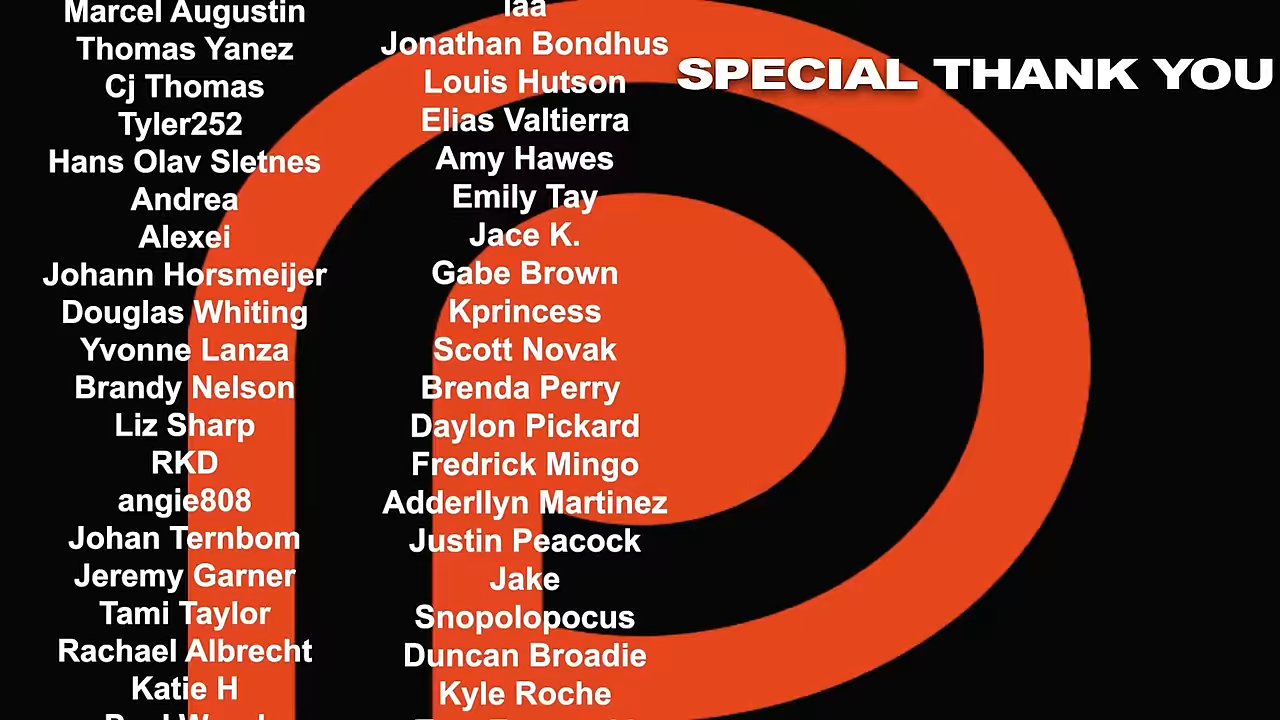 Marcel Augustin
Thomas Yanez
Cj Thomas
Tyler252
Hans Olav Sletnes
Andrea
Alexei
Johann Horsmeijer
Douglas Whiting
Yvonne Lanza
Brandy Nelson
Liz Sharp
RKD
angie808
Johan Ternbom
Jeremy Garner
Tami Taylor
Rachael Albrecht
Katie H
Jonathan Bondhus
Louis Hutson
Elias Valtierra
Amy Hawes
Emily Tay
Jace K.
Gabe Brown
Kprincess
Scott Novak
Brenda Perry
Daylon Pickard
Fredrick Mingo
Adderllyn Martinez
Justin Peacock
Jake
Snopolopocus
Duncan Broadie
Kyle Roche
SPECIAL THANK YOU